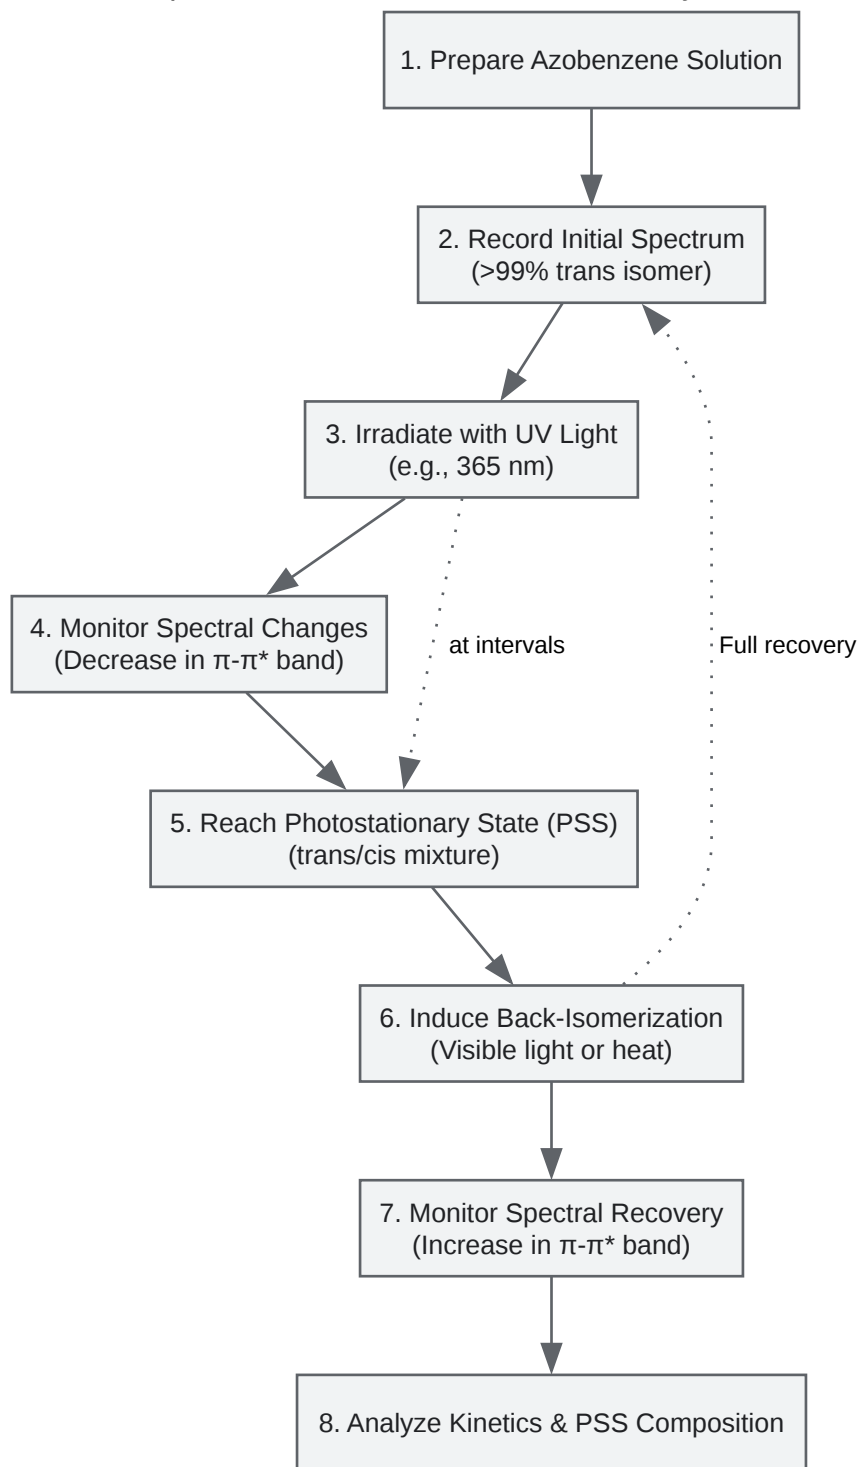 1. Prepare Azobenzene Solution
2. Record Initial Spectrum
(>99% trans isomer)
3. Irradiate with UV Light
(e.g., 365 nm)
4. Monitor Spectral Changes
(Decrease in π-π* band)
at intervals
Full recovery
5. Reach Photostationary State (PSS)
(trans/cis mixture)
6. Induce Back-Isomerization
(Visible light or heat)
7. Monitor Spectral Recovery
(Increase in π-π* band)
8. Analyze Kinetics & PSS Composition